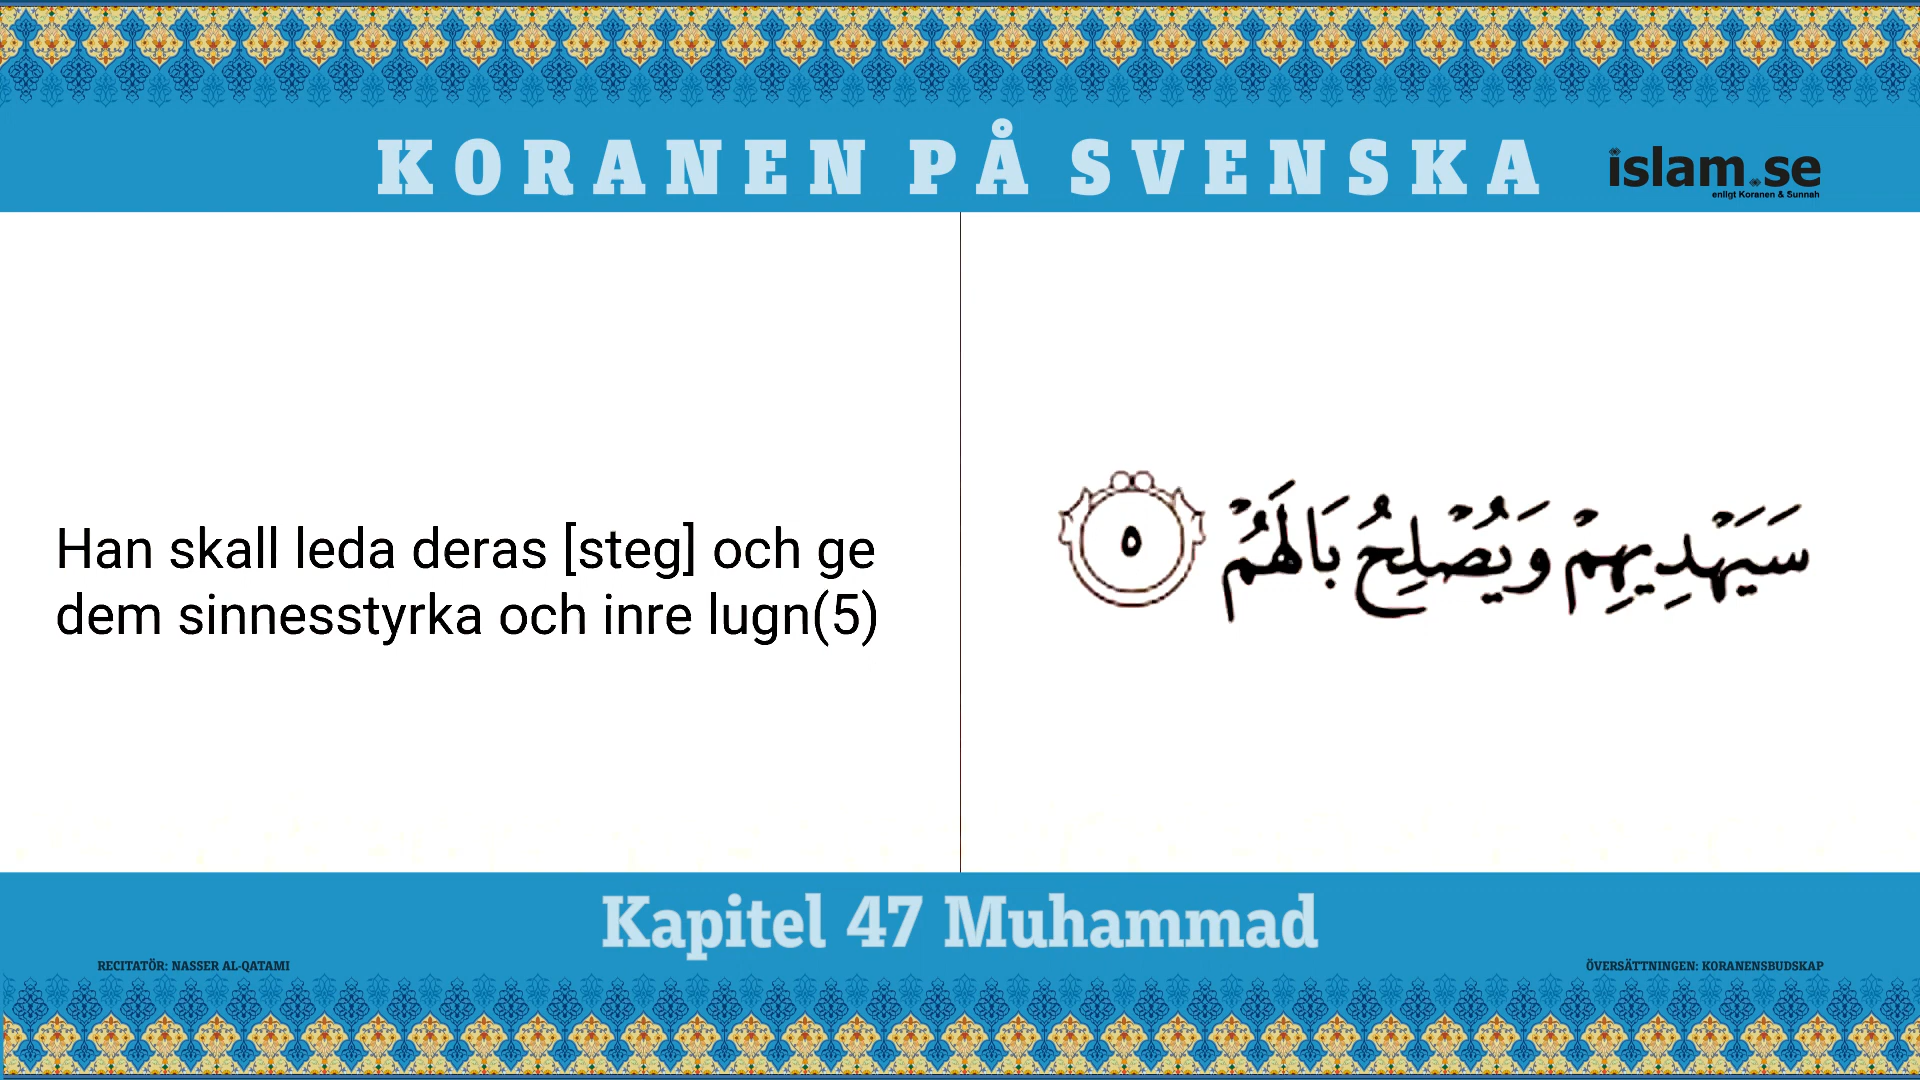 KORANEN PÅ SVENSKA
islam.se
enligt Koranen & Sunnah
Han skall leda deras [steg] och ge
dem sinnesstyrka och inre lugn(5)
سَيَهْدِيهِمْ وَيُصْلِحُ بَالَهُمْ ٥
Kapitel 47 Muhammad
RECITATÖR: NASSER AL-QATAMI
ÖVERSÄTTNINGEN: KORANENSBUDSKAP